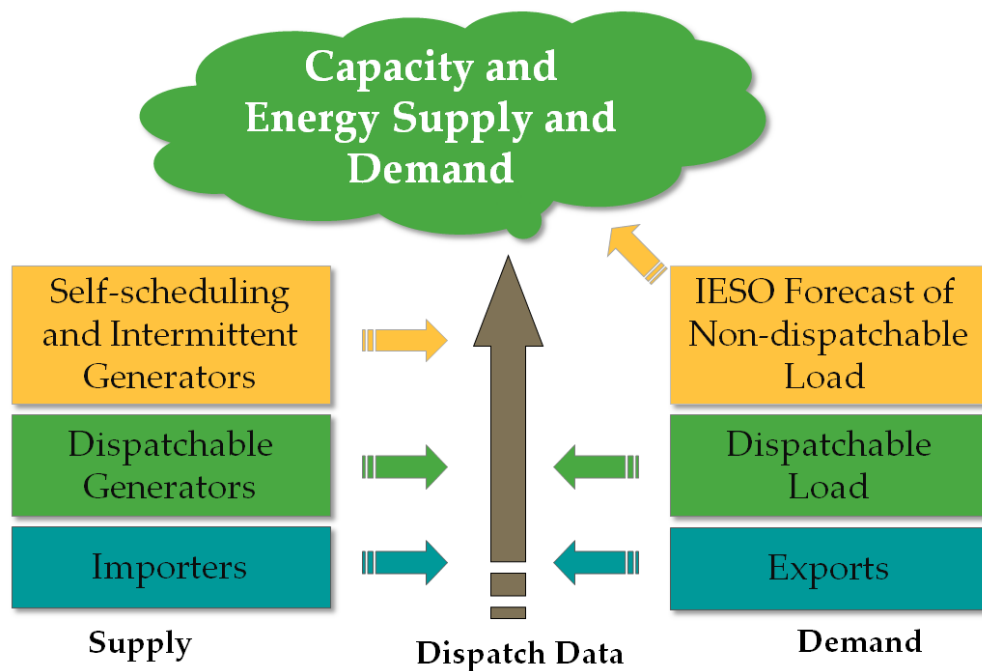 Capacity and
Energy Supply and
Demand
Self-scheduling
and Intermittent
Generators
Dispatchable
Generators
Importers
Supply
Dispatch Data
IESO Forecast of
Non-dispatchable
Load
Dispatchable
Load
Exports
Demand